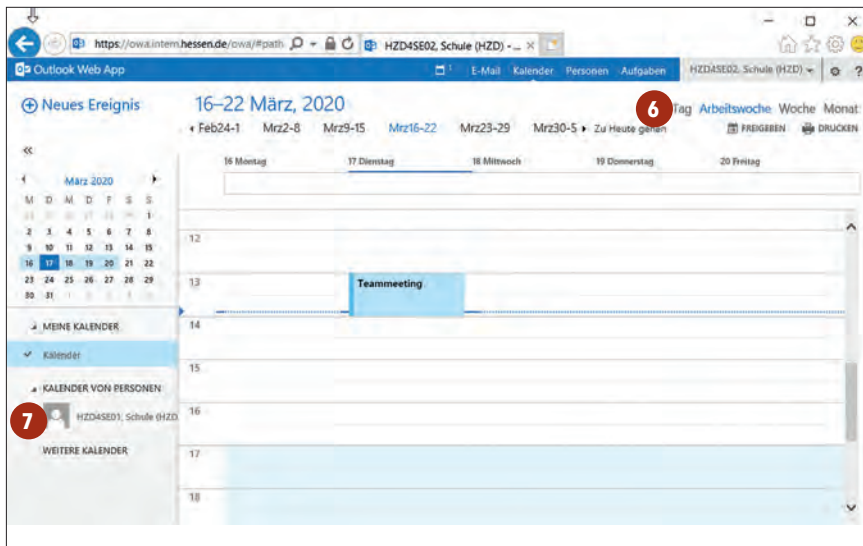 https://owa.intern.hessen.de/owa/#path
HZD4SE02, Schule (HZD) - ...
Outlook Web App
1
E-Mail Kalender Personen Aufgaben
HZD4SE02, Schule (HZD)
?
Neues Ereignis
16–22 März, 2020
6
Tag Arbeitswoche Woche Monat
Feb24-1 Mrz2-8 Mrz9-15 Mrz16-22 Mrz23-29 Mrz30-5 Zu Heute gehen
FREIGEBEN DRUCKEN
«
März 2020
M D M D F S S
1
2 3 4 5 6 7 8
9 10 11 12 13 14 15
16 17 18 19 20 21 22
23 24 25 26 27 28 29
30 31
MEINE KALENDER
Kalender
KALENDER VON PERSONEN
7
HZD4SE01, Schule (HZD
WEITERE KALENDER
16 Montag 17 Dienstag 18 Mittwoch 19 Donnerstag 20 Freitag
12
13
Teammeeting
14
15
16
17
18